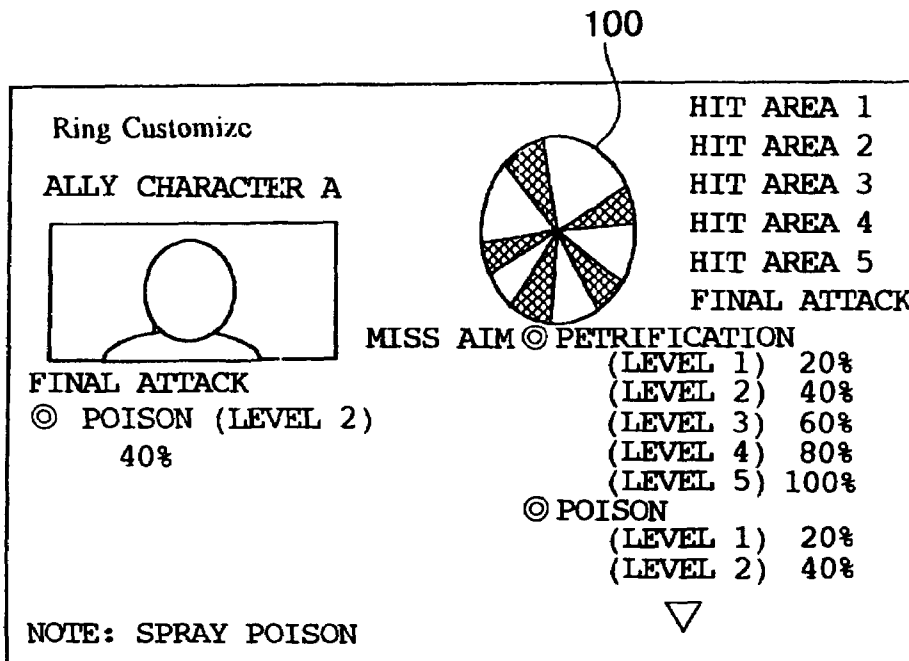 100
Ring Customize
ALLY CHARACTER A
HIT AREA 1
HIT AREA 2
HIT AREA 3
HIT AREA 4
HIT AREA 5
FINAL ATTACK
FINAL ATTACK
◎ POISON (LEVEL 2)
40%
MISS AIM ◎ PETRIFICATION
(LEVEL 1) 20%
(LEVEL 2) 40%
(LEVEL 3) 60%
(LEVEL 4) 80%
(LEVEL 5) 100%
◎ POISON
(LEVEL 1) 20%
(LEVEL 2) 40%
NOTE: SPRAY POISON